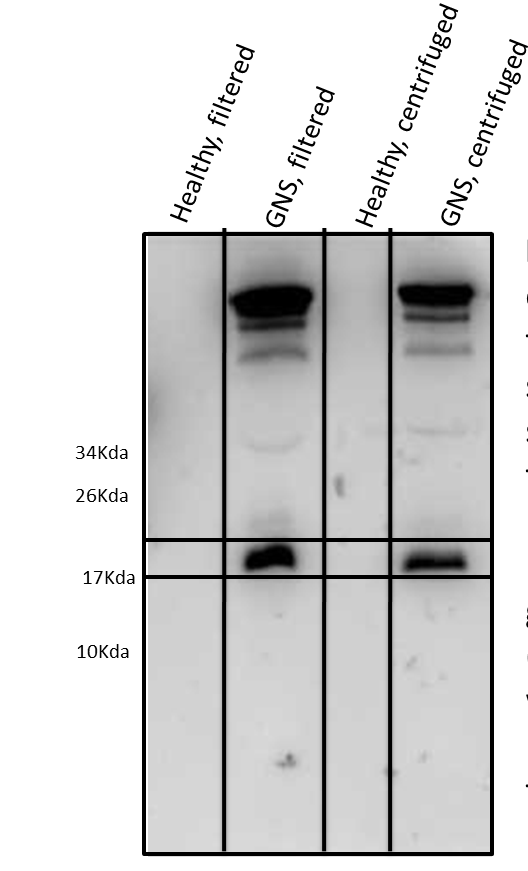 Healthy, filtered
GNS, filtered
Healthy, centrifuged
GNS, centrifuged
34Kda
26Kda
17Kda
10Kda